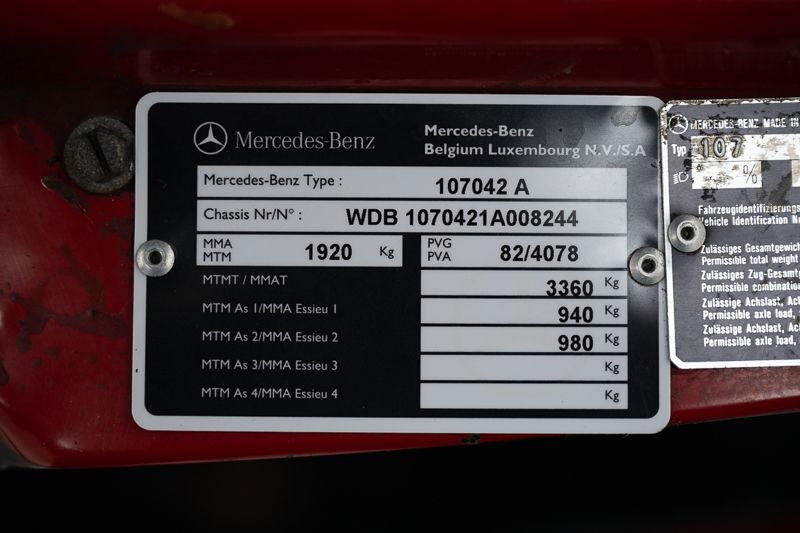 Mercedes-Benz
Mercedes-Benz
Belgium Luxembourg N.V./S.A
Mercedes-Benz Type : 107042 A
Chassis Nr/N° : WDB 1070421A008244
MMA
MTM 1920 Kg
PVG
PVA 82/4078
MTMT / MMAT 3360 Kg
MTM As 1/MMA Essieu 1 940 Kg
MTM As 2/MMA Essieu 2 980 Kg
MTM As 3/MMA Essieu 3 Kg
MTM As 4/MMA Essieu 4 Kg
MERCEDES-BENZ MADE IN
Typ 107
%
Fahrzeugidentifizierungs
Vehicle Identification
Zulässiges Gesamtgewich
Permissible total weight
Zulässiges Zug-Gesamt
Permissible combination
Zulässige Achslast, Ac
Permissible axle load,
Zulässige Achslast, Ac
Permissible axle load,